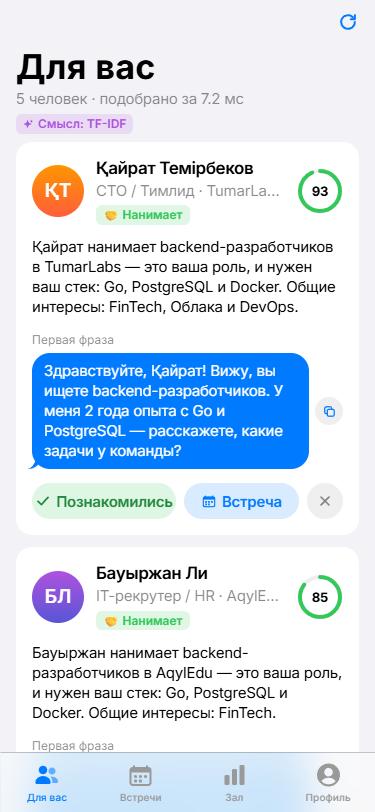 Для вас
5 человек · подобрано за 7.2 мс
Смысл: TF-IDF
ҚТ
Қайрат Темірбеков
CTO / Тимлид · TumarLa...
Нанимает
93
Қайрат нанимает backend-разработчиков
в TumarLabs — это ваша роль, и нужен
ваш стек: Go, PostgreSQL и Docker. Общие
интересы: FinTech, Облака и DevOps.
Первая фраза
Здравствуйте, Қайрат! Вижу, вы
ищете backend-разработчиков. У
меня 2 года опыта с Go и
PostgreSQL — расскажете, какие
задачи у команды?
Познакомились
Встреча
БЛ
Бауыржан Ли
IT-рекрутер / HR · AqylE...
Нанимает
85
Бауыржан нанимает backend-
разработчиков в AqylEdu — это ваша роль,
и нужен ваш стек: Go, PostgreSQL и
Docker. Общие интересы: FinTech.
Первая фраза
Для вас
Встречи
Зал
Профиль